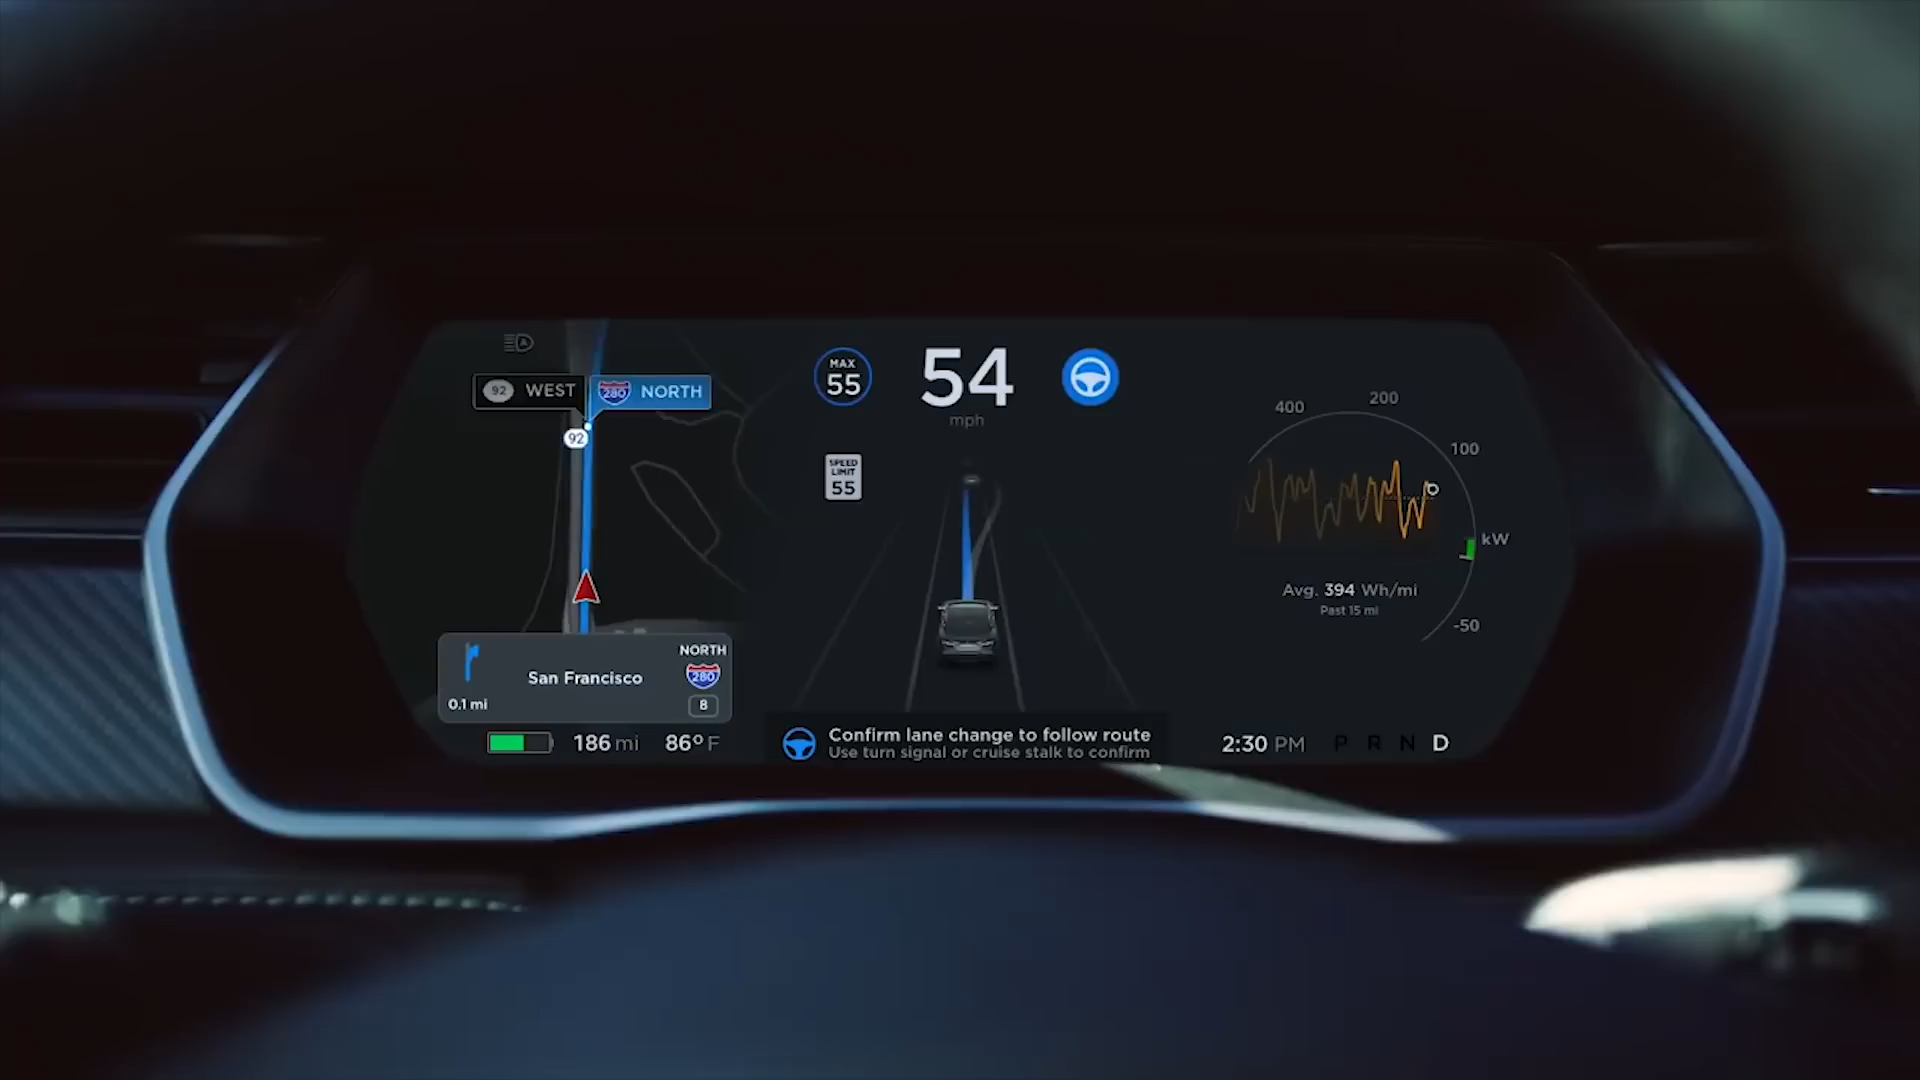 92 WEST
280 NORTH
92
NORTH
San Francisco
280
0.1 mi
8
186 mi
86° F
MAX
55
54
mph
SPEED
LIMIT
55
Confirm lane change to follow route
Use turn signal or cruise stalk to confirm
400
200
100
kW
-50
Avg. 394 Wh/mi
Past 15 mi
2:30 PM
P R N D